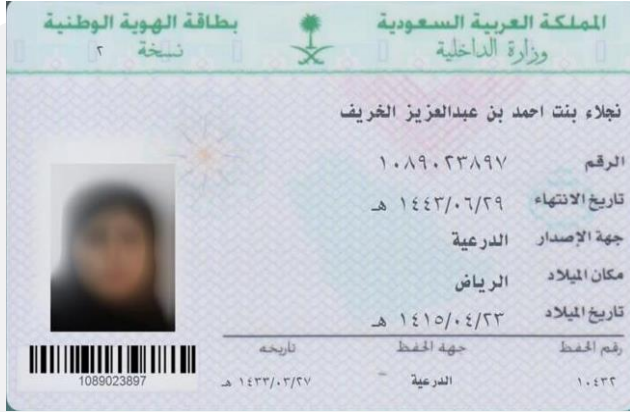 المملكة العربية السعودية
وزارة الداخلية
بطاقة الهوية الوطنية
نسخة ٢
نجلاء بنت احمد بن عبدالعزيز الخريف
الرقم ١٠٨٩٠٢٣٨٩٧
تاريخ الانتهاء ١٤٤٣/٠٦/٢٩ هـ
جهة الإصدار الدرعية
مكان الميلاد الرياض
تاريخ الميلاد ١٤١٥/٠٤/٢٣ هـ
رقم الحفظ جهة الحفظ تاريخه
١٠٤٣٢ الدرعية ١٤٣٣/٠٣/٢٧ هـ
1089023897